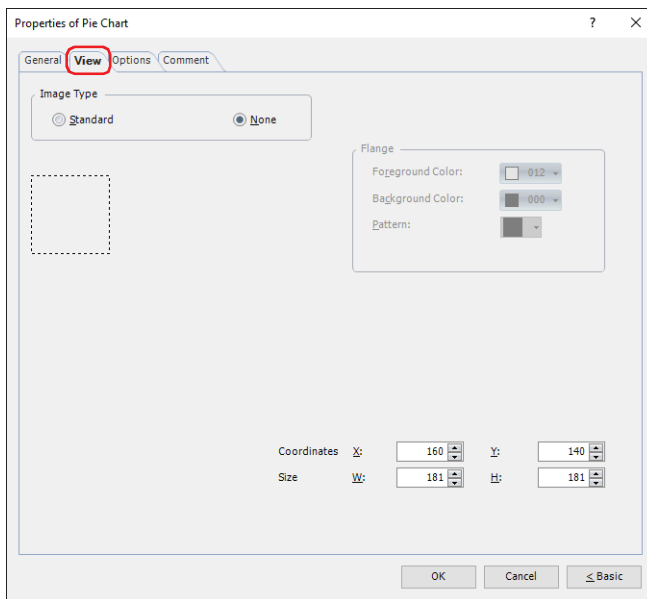 Properties of Pie Chart ? ×
General View Options Comment
Image Type
Standard None
Flange
Foreground Color: 012
Background Color: 000
Pattern:
Coordinates X: 160 Y: 140
Size W: 181 H: 181
OK Cancel < Basic